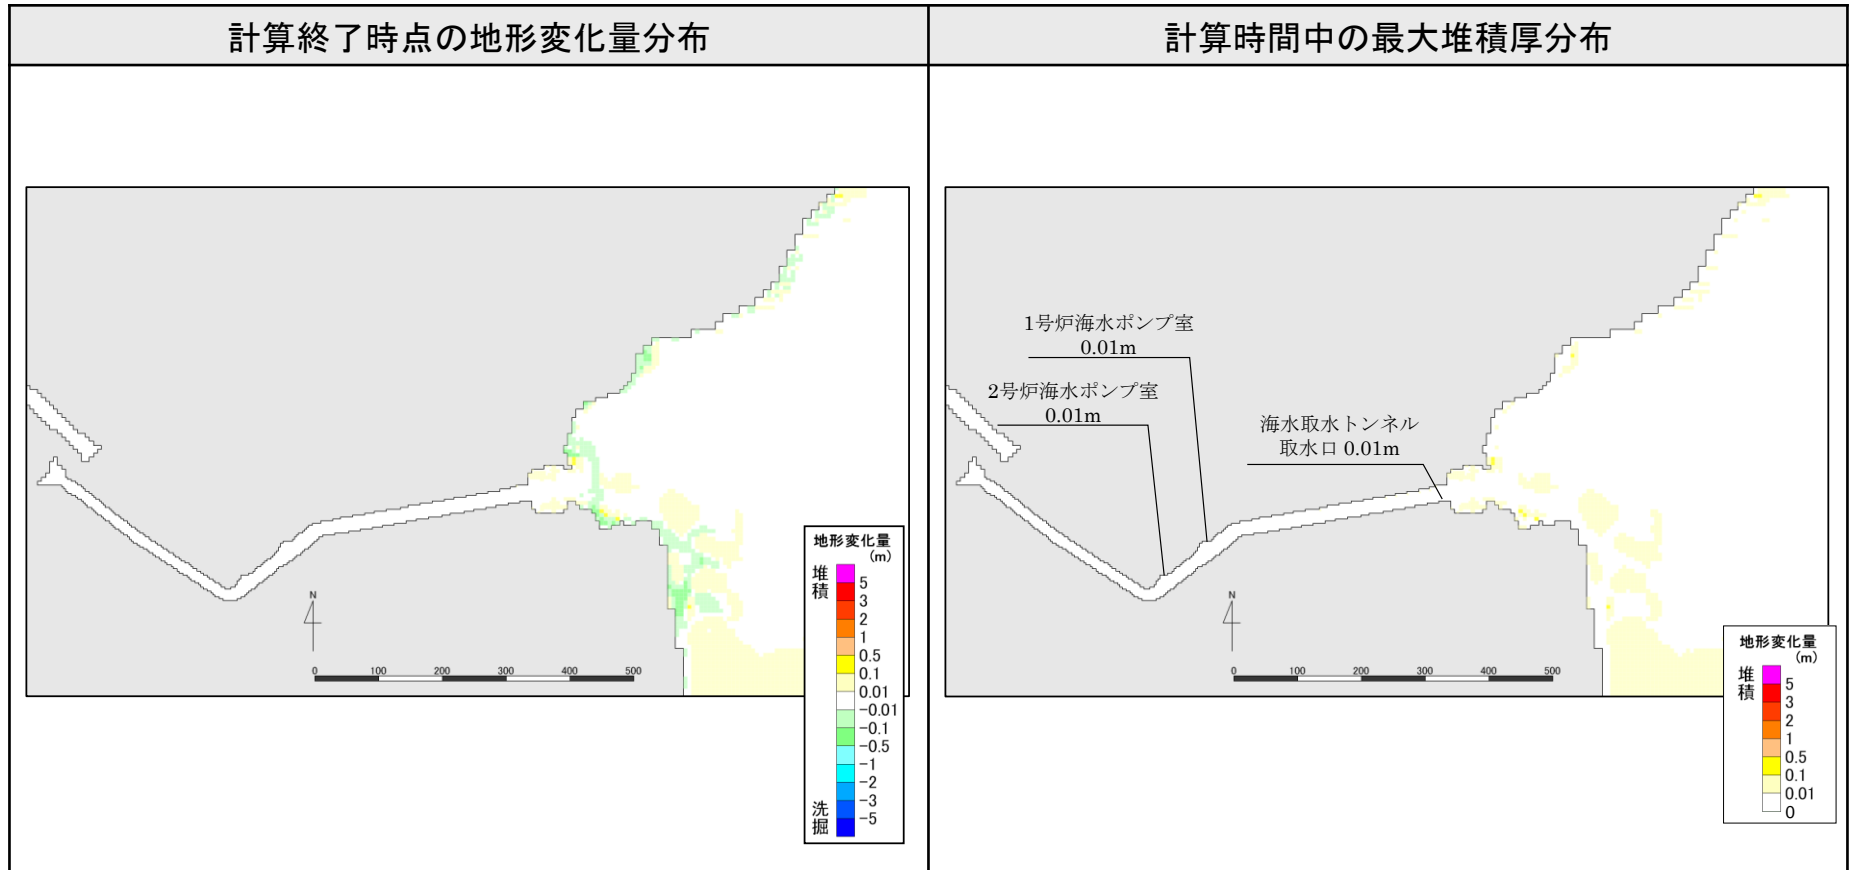 計算終了時点の地形変化量分布
計算時間中の最大堆積厚分布
N
0 100 200 300 400 500
地形変化量
(m)
堆積
5
3
2
1
0.5
0.1
0.01
-0.01
-0.1
-0.5
-1
-2
-3
-5
洗掘
1号炉海水ポンプ室
0.01m
2号炉海水ポンプ室
0.01m
海水取水トンネル
取水口 0.01m
N
0 100 200 300 400 500
地形変化量
(m)
堆積
5
3
2
1
0.5
0.1
0.01
0